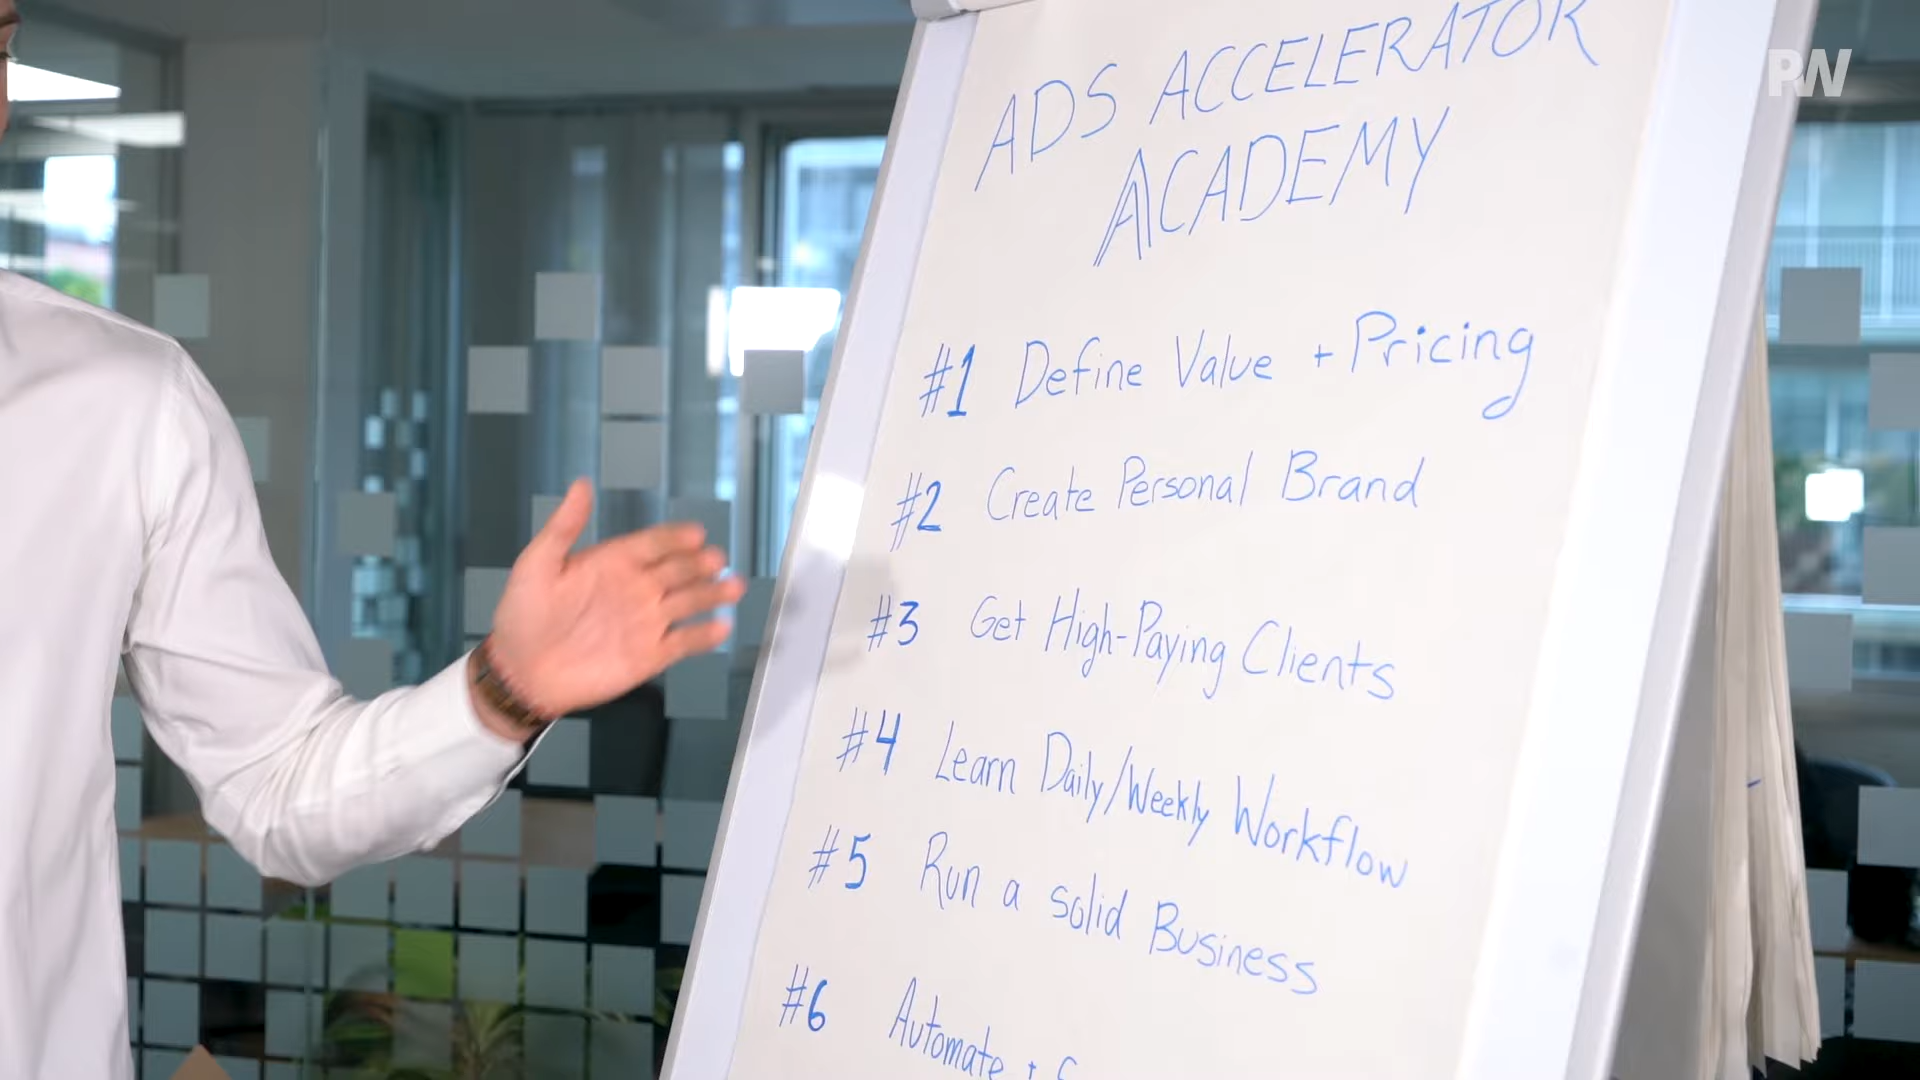 RW
ADS ACCELERATOR
ACADEMY
#1 Define Value + Pricing
#2 Create Personal Brand
#3 Get High-Paying Clients
#4 Learn Daily/Weekly Workflow
#5 Run a solid Business
#6 Automate +